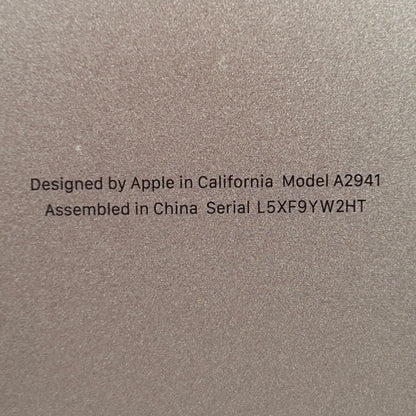 Designed by Apple in California Model A2941
Assembled in China Serial L5XF9YW2HT